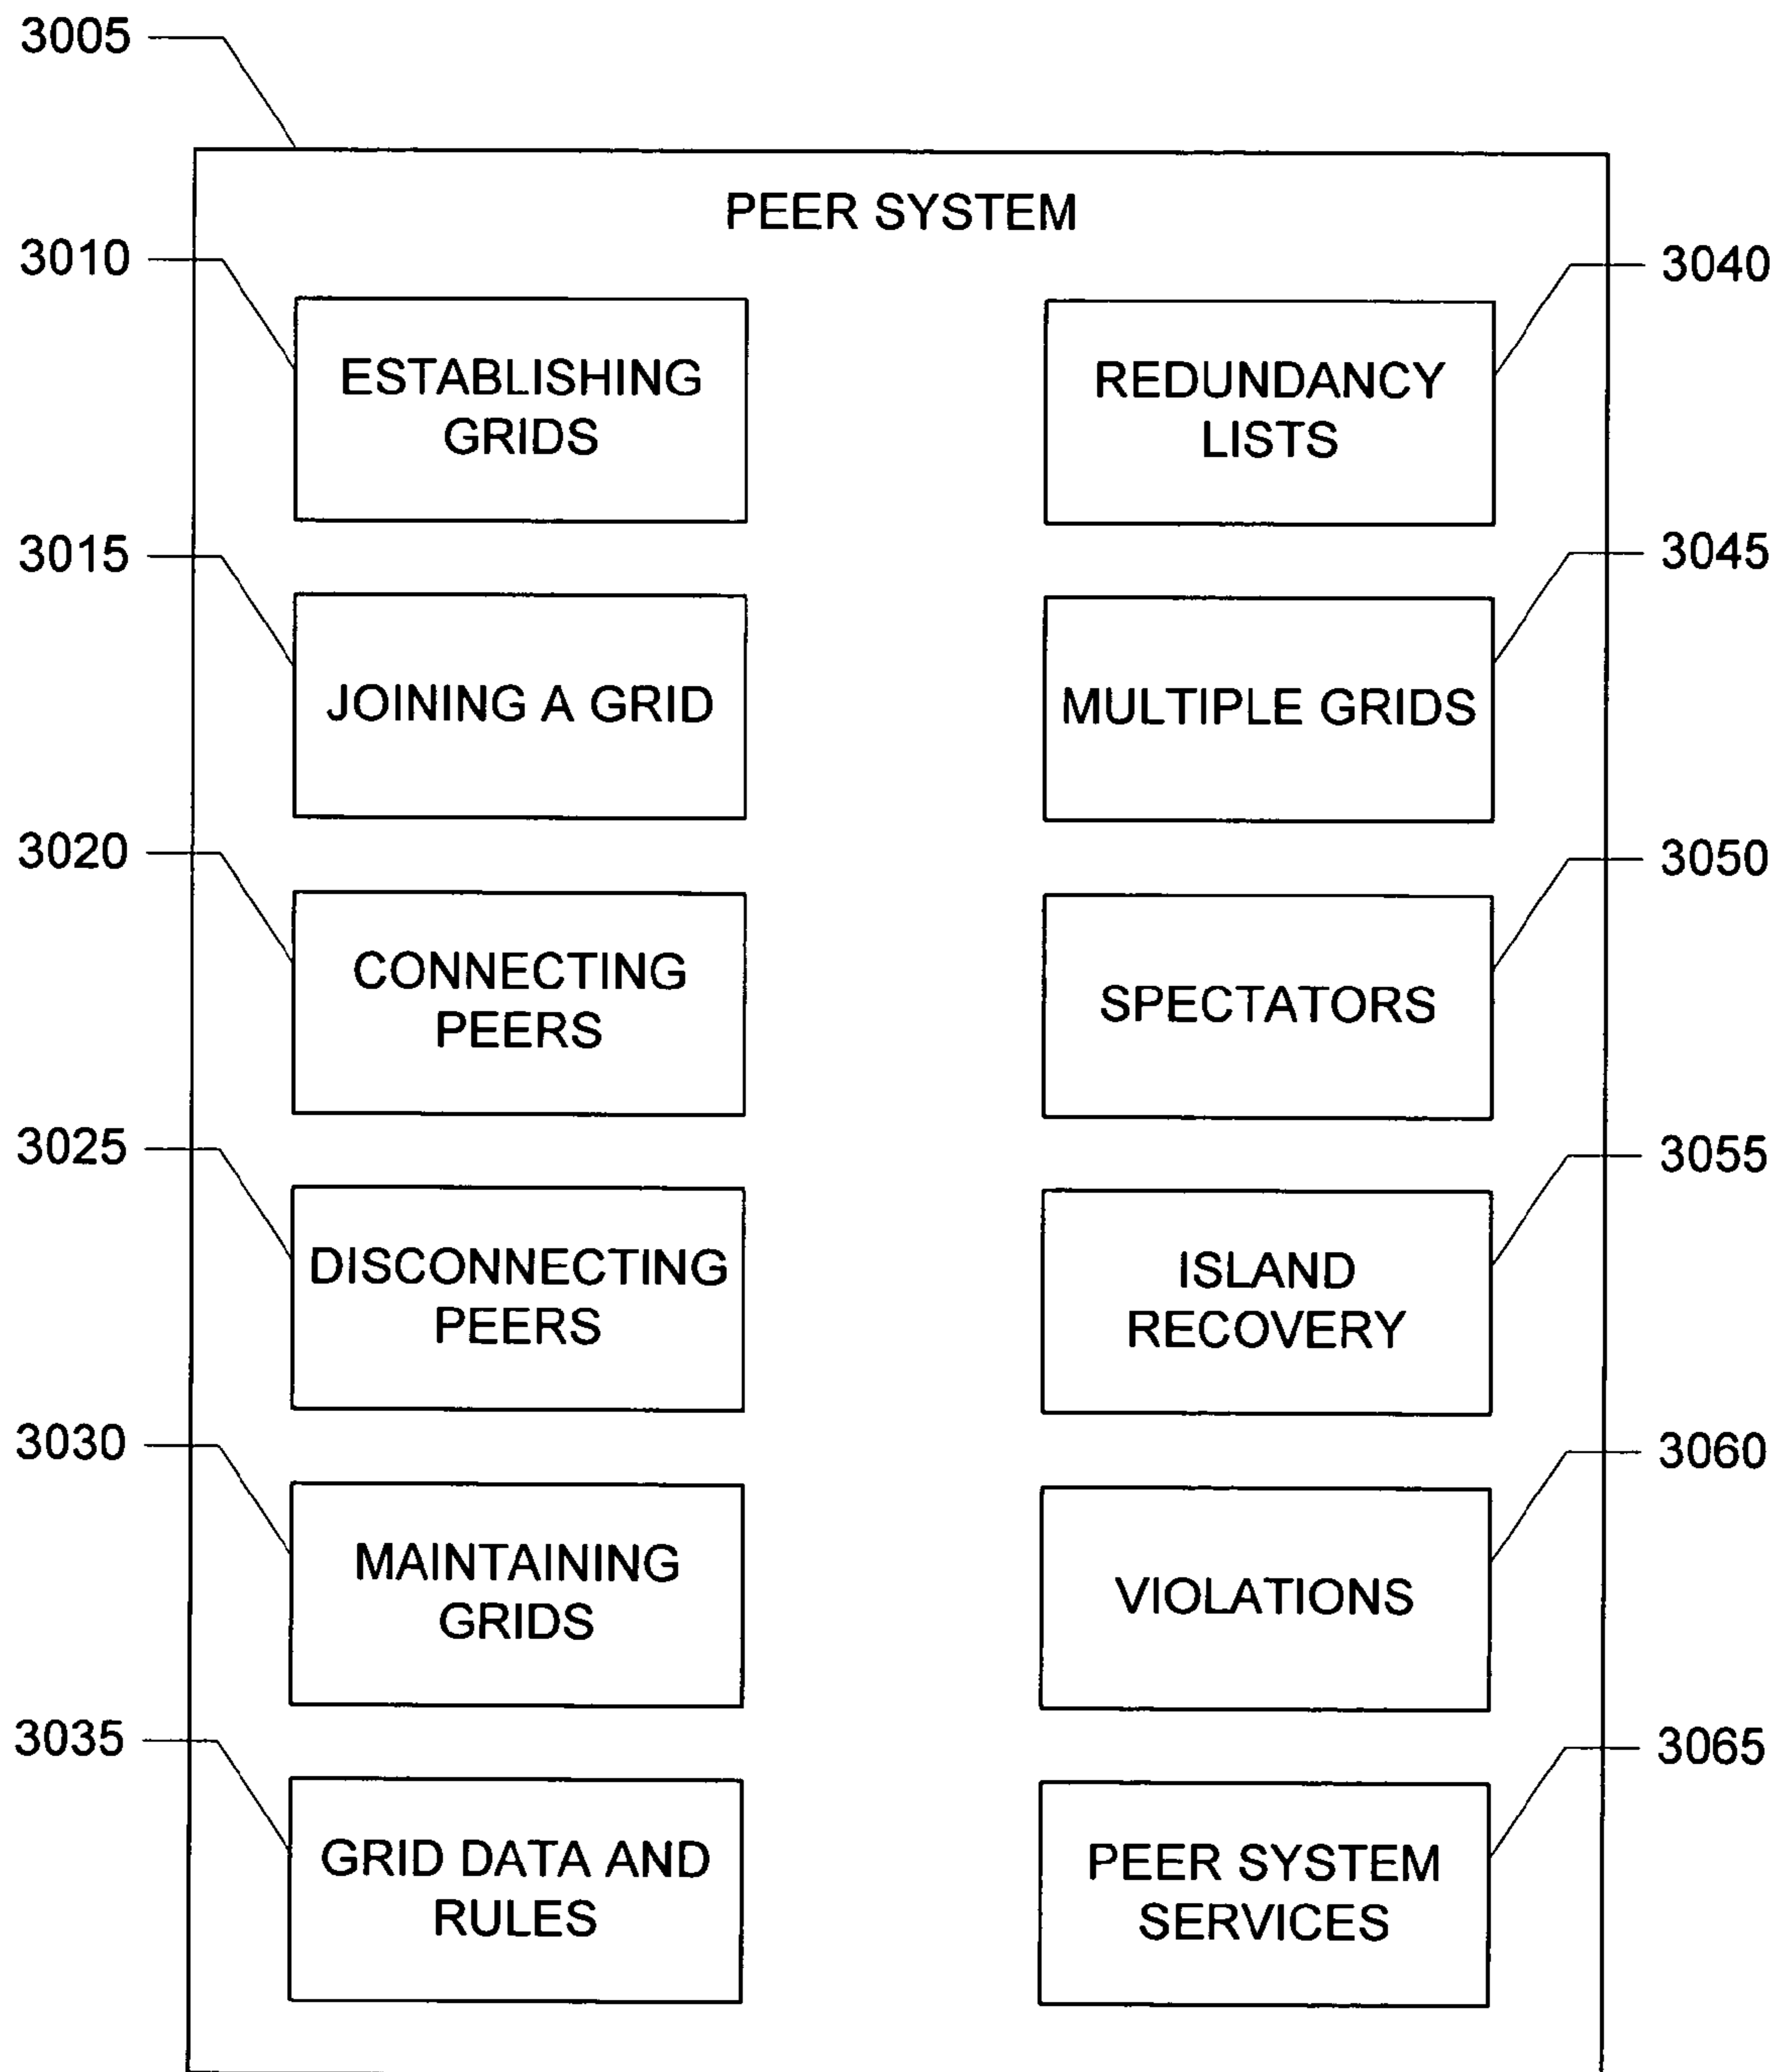 3005
PEER SYSTEM
3010
ESTABLISHING
GRIDS
3015
JOINING A GRID
3020
CONNECTING
PEERS
3025
DISCONNECTING
PEERS
3030
MAINTAINING
GRIDS
3035
GRID DATA AND
RULES
3040
REDUNDANCY
LISTS
3045
MULTIPLE GRIDS
3050
SPECTATORS
3055
ISLAND
RECOVERY
3060
VIOLATIONS
3065
PEER SYSTEM
SERVICES